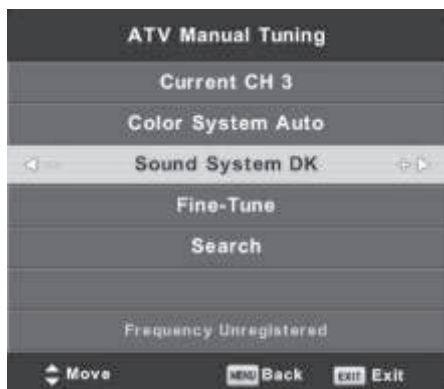 ATV Manual Tuning
Current CH 3
Color System Auto
Sound System DK
Fine-Tune
Search
Frequency Unregistered
Move MENU Back EXIT Exit